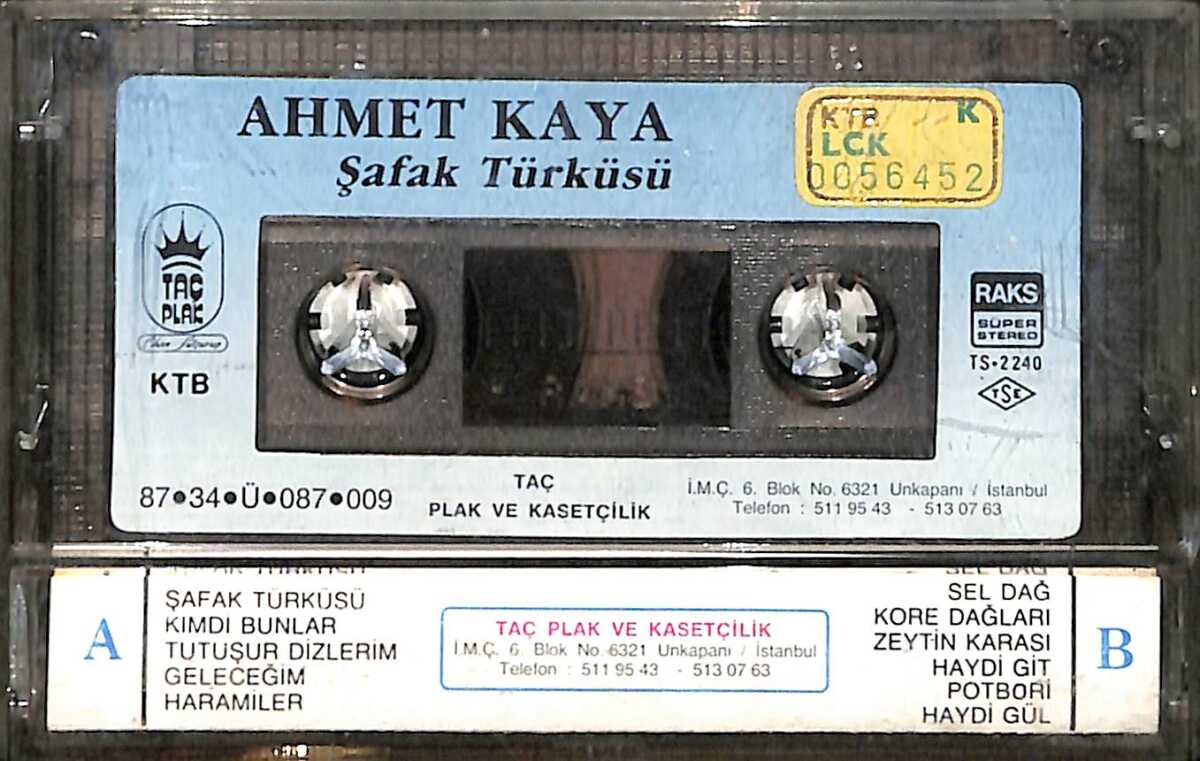 AHMET KAYA
Şafak Türküsü
KTB K
LCK
0056452
TAÇ
PLAK
KTB
RAKS
SÜPER
STEREO
TS•2240
TSE
87•34•Ü•087•009
TAÇ
PLAK VE KASETÇİLİK
İ.M.Ç. 6. Blok No. 6321 Unkapanı / İstanbul
Telefon : 511 95 43 - 513 07 63
A
ŞAFAK TÜRKÜSÜ
KIMDI BUNLAR
TUTUŞUR DİZLERIM
GELECEĞIM
HARAMILER
TAÇ PLAK VE KASETÇİLİK
İ.M.Ç. 6. Blok No. 6321 Unkapanı / İstanbul
Telefon : 511 95 43 - 513 07 63
SEL DAĞ
KORE DAĞLARI
ZEYTİN KARASI
HAYDİ GİT
POTBORİ
HAYDİ GÜL
B